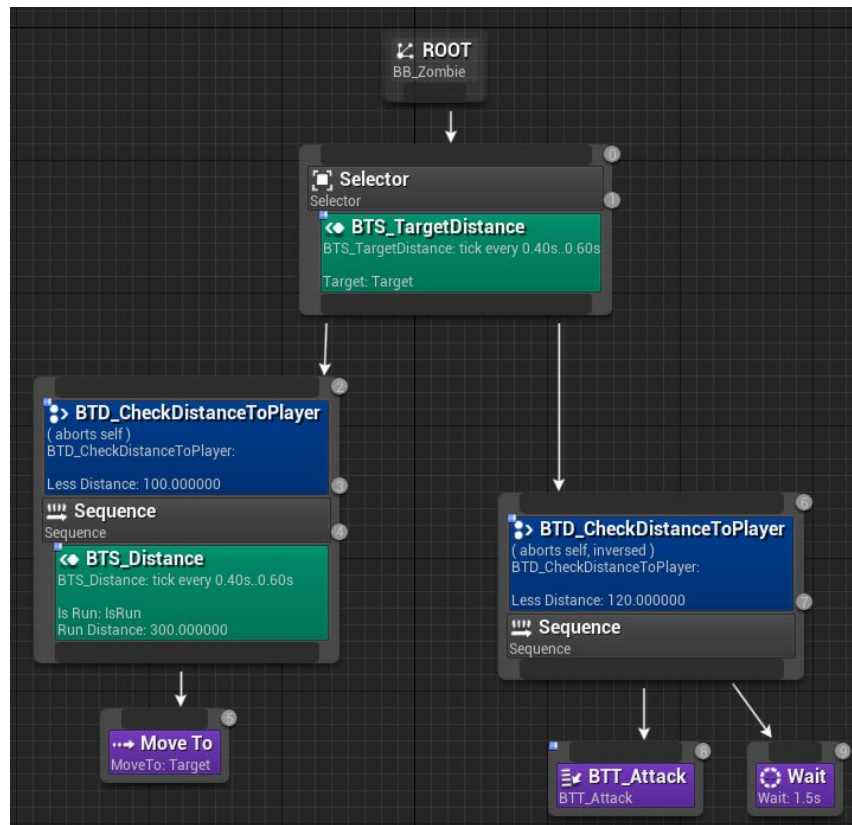 ROOT
BB_Zombie
0
Selector
Selector
1
BTS_TargetDistance
BTS_TargetDistance: tick every 0.40s..0.60s
Target: Target
2
BTD_CheckDistanceToPlayer
( aborts self )
BTD_CheckDistanceToPlayer:
Less Distance: 100.000000
3
Sequence
Sequence
4
BTS_Distance
BTS_Distance: tick every 0.40s..0.60s
Is Run: IsRun
Run Distance: 300.000000
5
Move To
MoveTo: Target
6
BTD_CheckDistanceToPlayer
( aborts self, inversed )
BTD_CheckDistanceToPlayer:
Less Distance: 120.000000
7
Sequence
Sequence
8
BTT_Attack
BTT_Attack
9
Wait
Wait: 1.5s